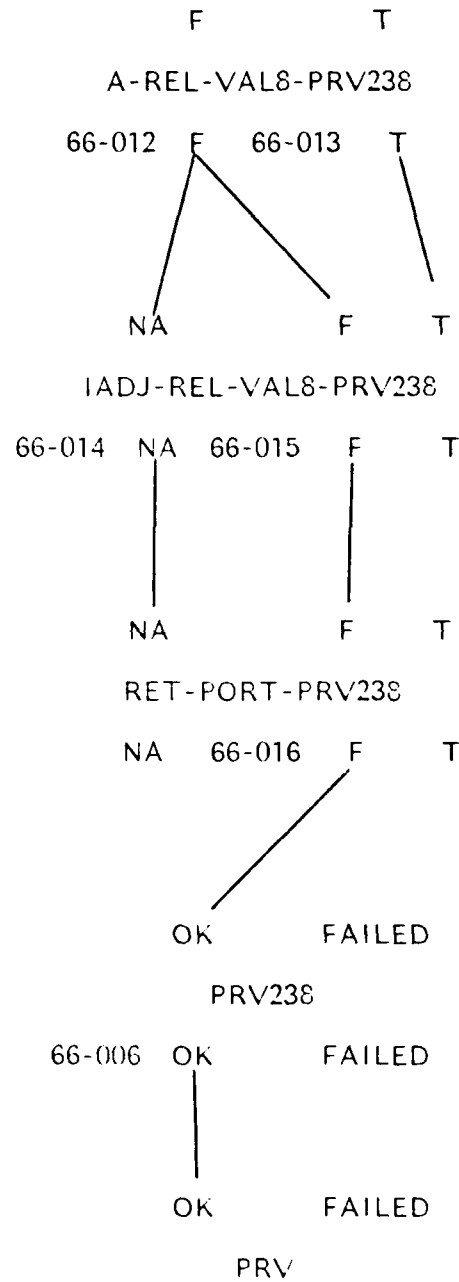 F T
A-REL-VAL8-PRV238
66-012 F 66-013 T
NA F T
IADJ-REL-VAL8-PRV238
66-014 NA 66-015 F T
NA F T
RET-PORT-PRV238
NA 66-016 F T
OK FAILED
PRV238
66-006 OK FAILED
OK FAILED
PRV